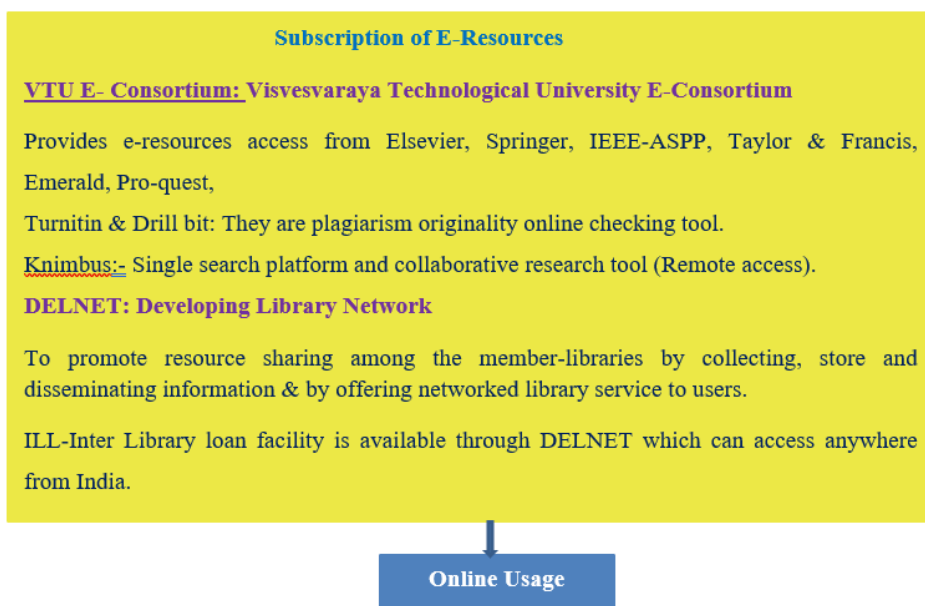 Subscription of E-Resources
VTU E- Consortium: Visvesvaraya Technological University E-Consortium
Provides e-resources access from Elsevier, Springer, IEEE-ASPP, Taylor & Francis,
Emerald, Pro-quest,
Turnitin & Drill bit: They are plagiarism originality online checking tool.
Knimbus:- Single search platform and collaborative research tool (Remote access).
DELNET: Developing Library Network
To promote resource sharing among the member-libraries by collecting, store and
disseminating information & by offering networked library service to users.
ILL-Inter Library loan facility is available through DELNET which can access anywhere
from India.
Online Usage